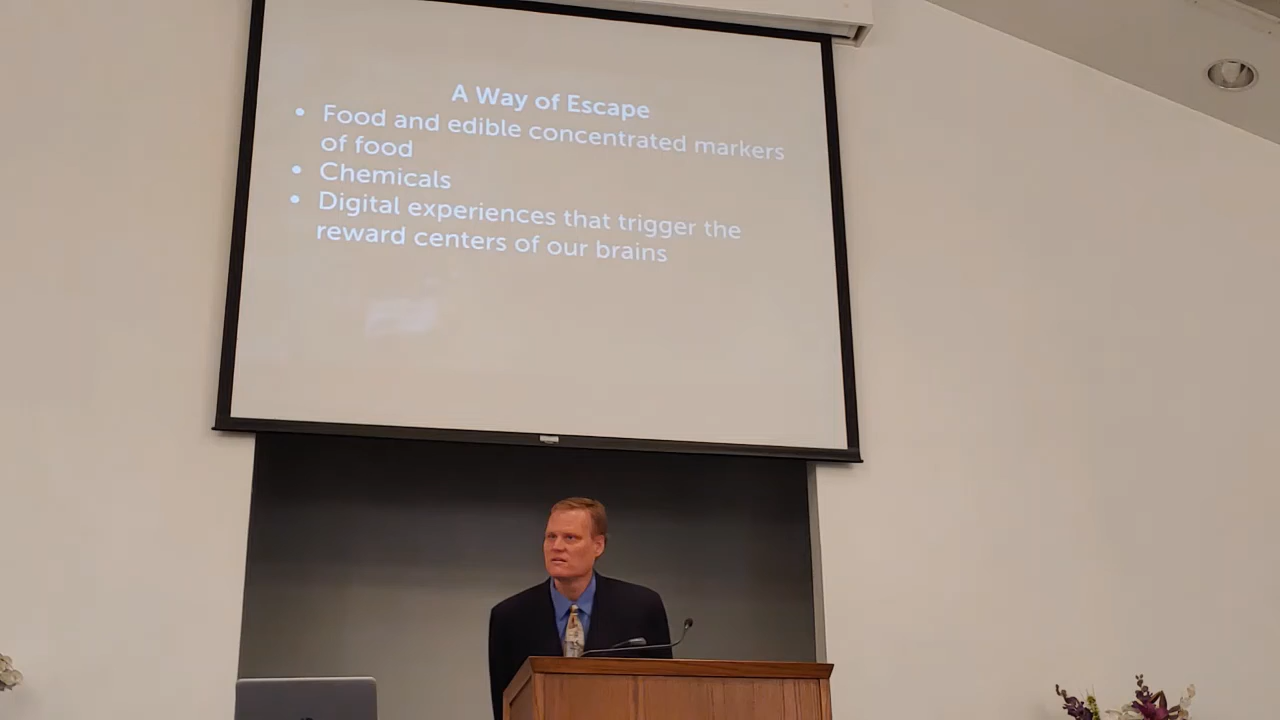 A Way of Escape
• Food and edible concentrated markers
of food
• Chemicals
• Digital experiences that trigger the
reward centers of our brains